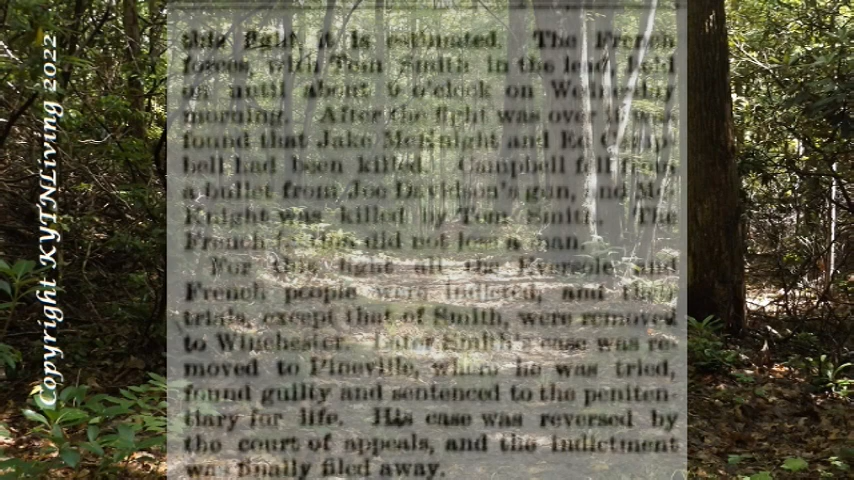 this fight, it is estimated. The French
forces, with Tom Smith in the lead, held
on until about 9 o'clock on Wednesday
morning. After the fight was over it was
found that Jake McKnight and Ed Camp-
bell had been killed. Campbell fell from
a bullet from Joe Davidson's gun, and Mc-
Knight was killed by Tom Smith. The
French faction did not lose a man.
For this fight all the Eversole and
French people were indicted, and their
trials, except that of Smith, were removed
to Winchester. Later Smith's case was re-
moved to Pineville, where he was tried,
found guilty and sentenced to the peniten-
tiary for life. His case was reversed by
the court of appeals, and the indictment
was finally filed away.
Copyright KYTNLiving 2022